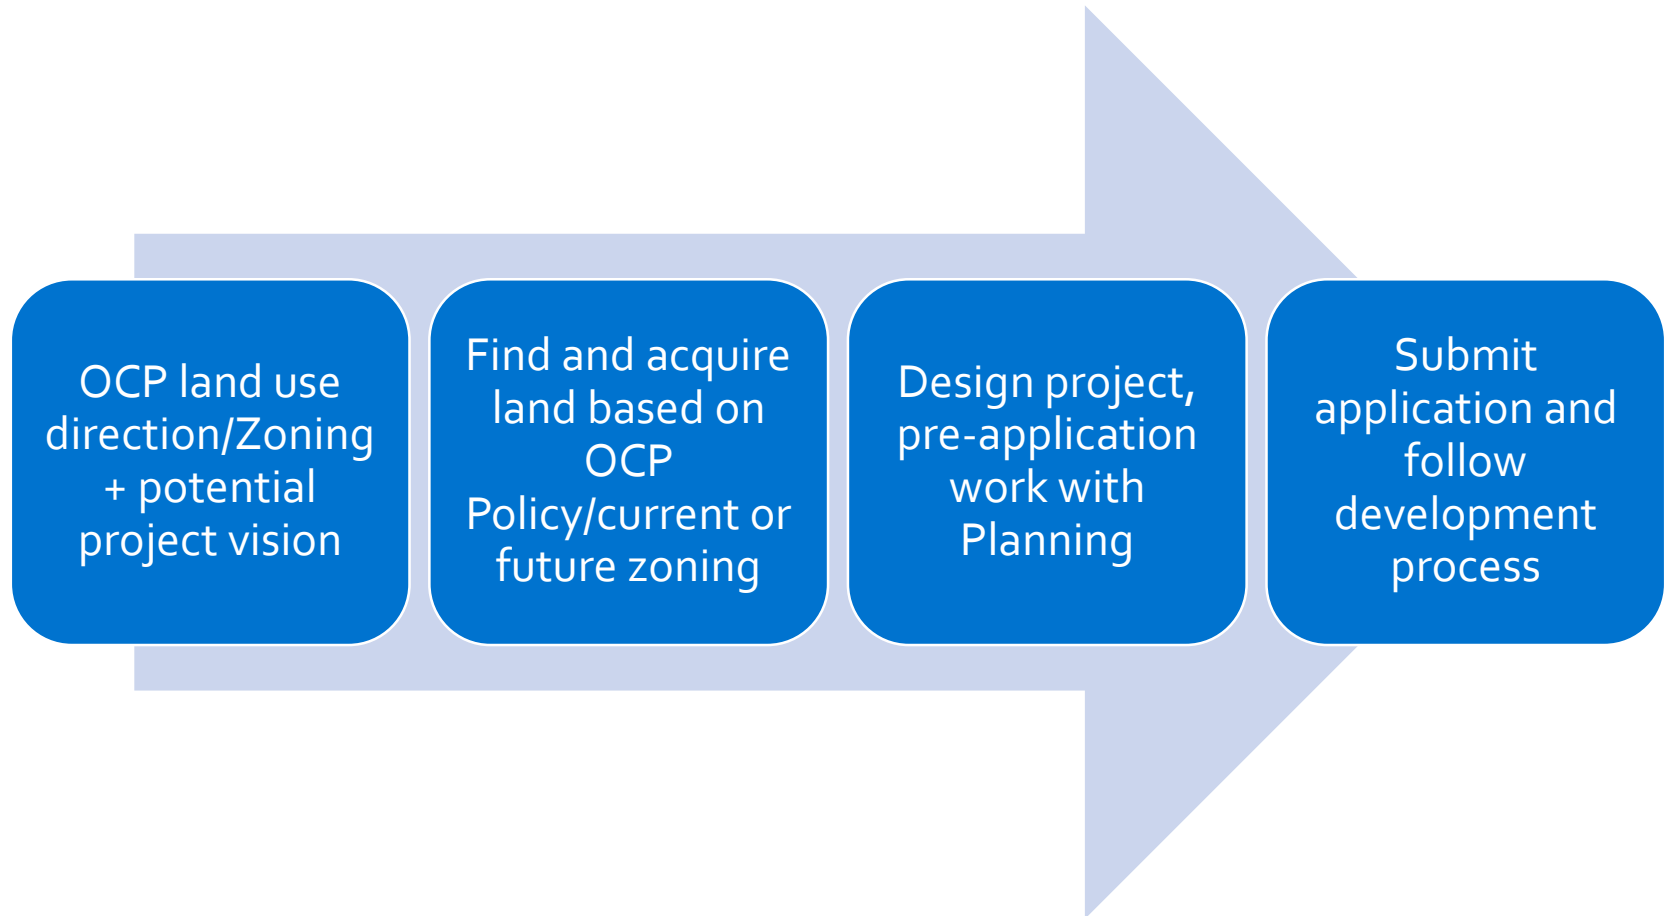 OCP land use
direction/Zoning
+ potential
project vision
Find and acquire
land based on
OCP
Policy/current or
future zoning
Design project,
pre-application
work with
Planning
Submit
application and
follow
development
process